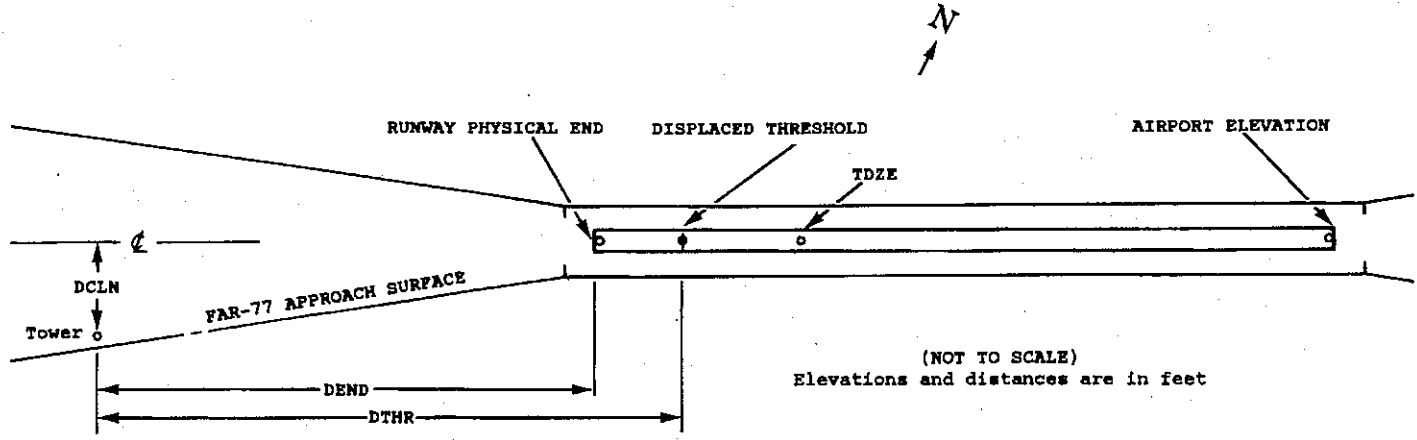 N
RUNWAY PHYSICAL END
DISPLACED THRESHOLD
AIRPORT ELEVATION
TDZE
℄
DCLN
FAR-77 APPROACH SURFACE
Tower
(NOT TO SCALE)
Elevations and distances are in feet
DEND
DTHR